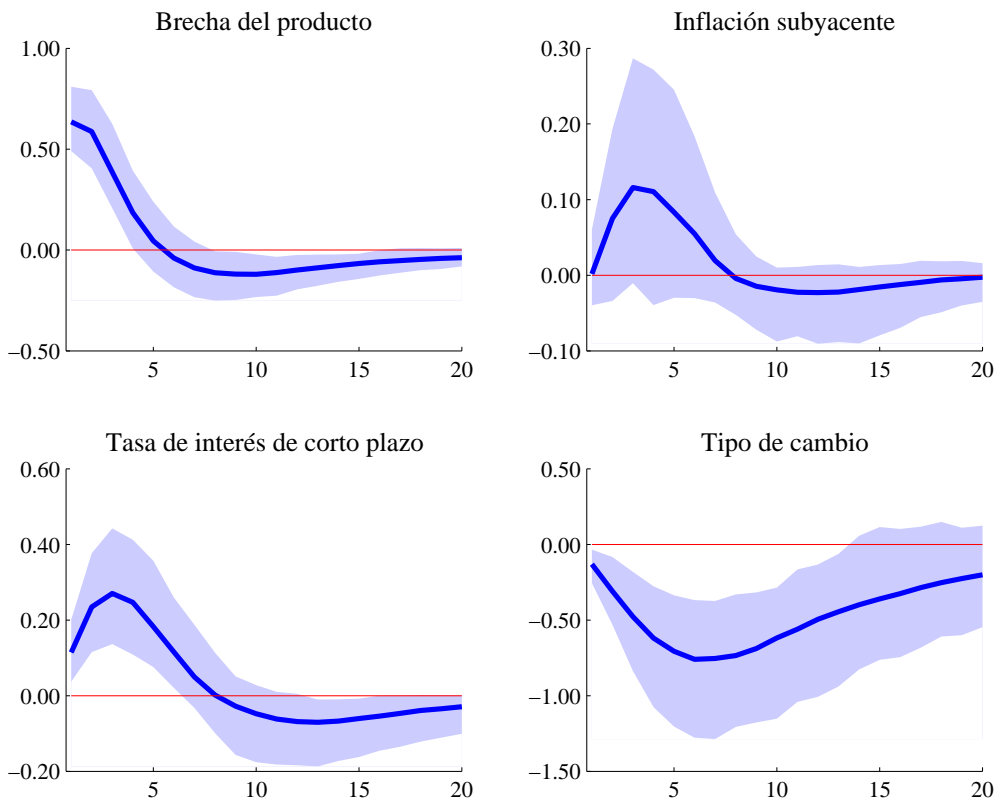 Brecha del producto
1.00
0.50
0.00
−0.50
5 10 15 20
Inflación subyacente
0.30
0.20
0.10
0.00
−0.10
5 10 15 20
Tasa de interés de corto plazo
0.60
0.40
0.20
0.00
−0.20
5 10 15 20
Tipo de cambio
0.50
0.00
−0.50
−1.00
−1.50
5 10 15 20